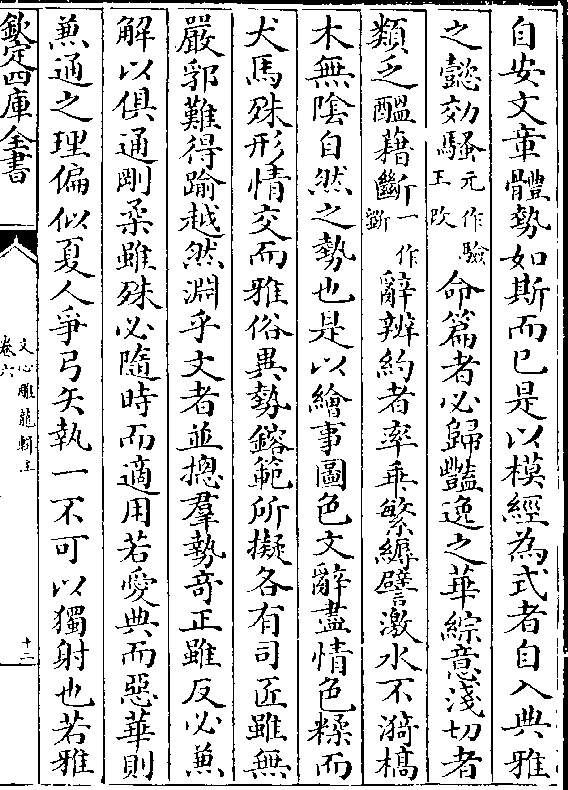 自安文章體勢如斯而已是以模經為式者自入典雅
之懿効騷元作驗王改命篇者必歸豔逸之華綜意淺切者
類乏醞藉斷一作斲辭辨約者率乖繁縟譬激水不漪槁
木無陰自然之勢也是以繪事圖色文辭盡情色糅而
犬馬殊形情交而雅俗異勢鎔範所擬各有司匠雖無
嚴郛難得踰越然淵乎文者並摠羣勢奇正雖反必兼
解以俱通剛柔雖殊必隨時而適用若愛典而惡華則
兼通之理偏似夏人爭弓矢執一不可以獨射也若雅
欽定四庫全書
文心雕龍輯註
卷六
十二